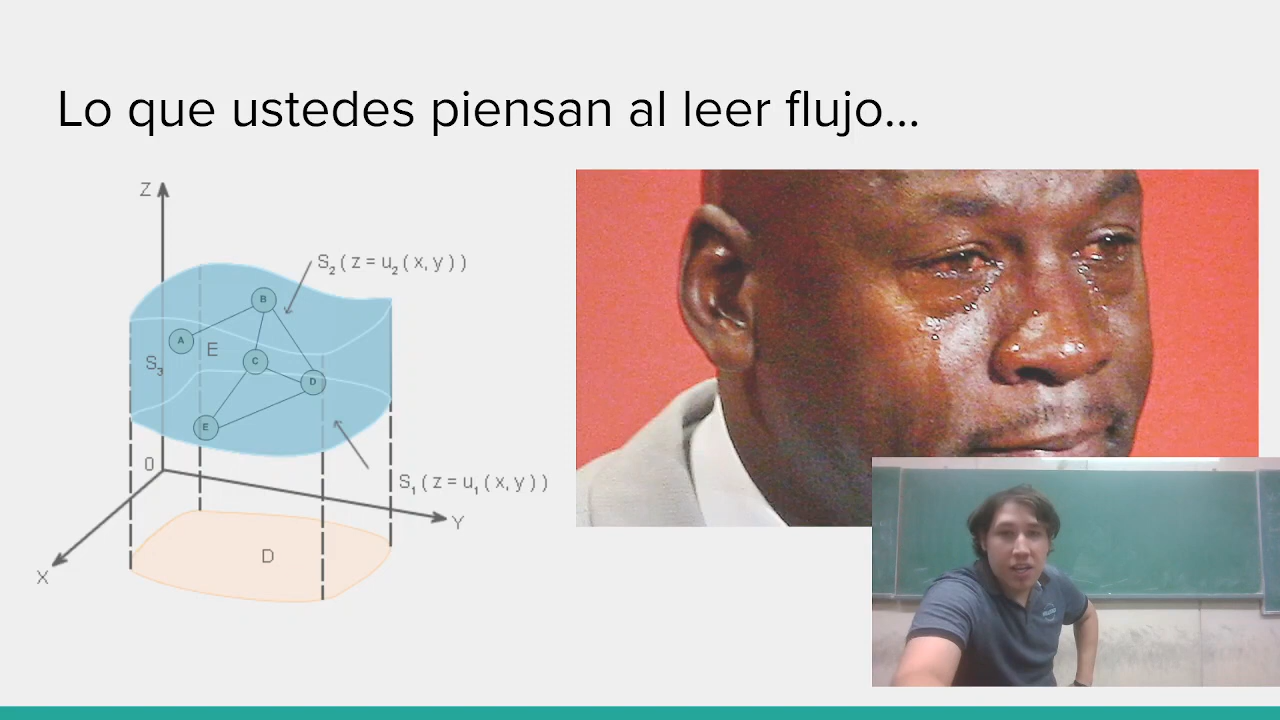 Lo que ustedes piensan al leer flujo...
Z
S2 ( z = u2 ( x, y ) )
B
A
E
C
S3
D
E
0
S1 ( z = u1 ( x, y ) )
Y
D
X